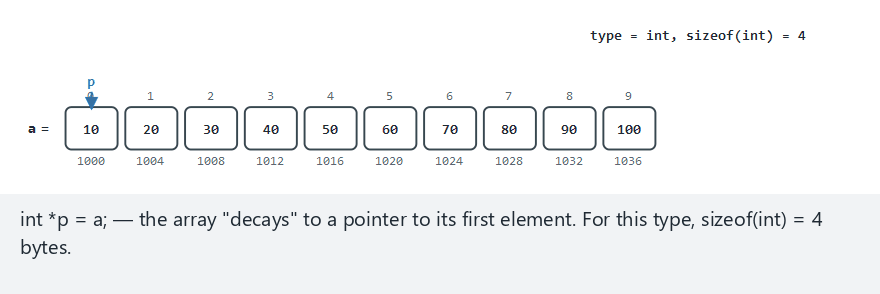 type = int, sizeof(int) = 4
p
1 2 3 4 5 6 7 8 9
a = 10 20 30 40 50 60 70 80 90 100
1000 1004 1008 1012 1016 1020 1024 1028 1032 1036
int *p = a; — the array "decays" to a pointer to its first element. For this type, sizeof(int) = 4
bytes.